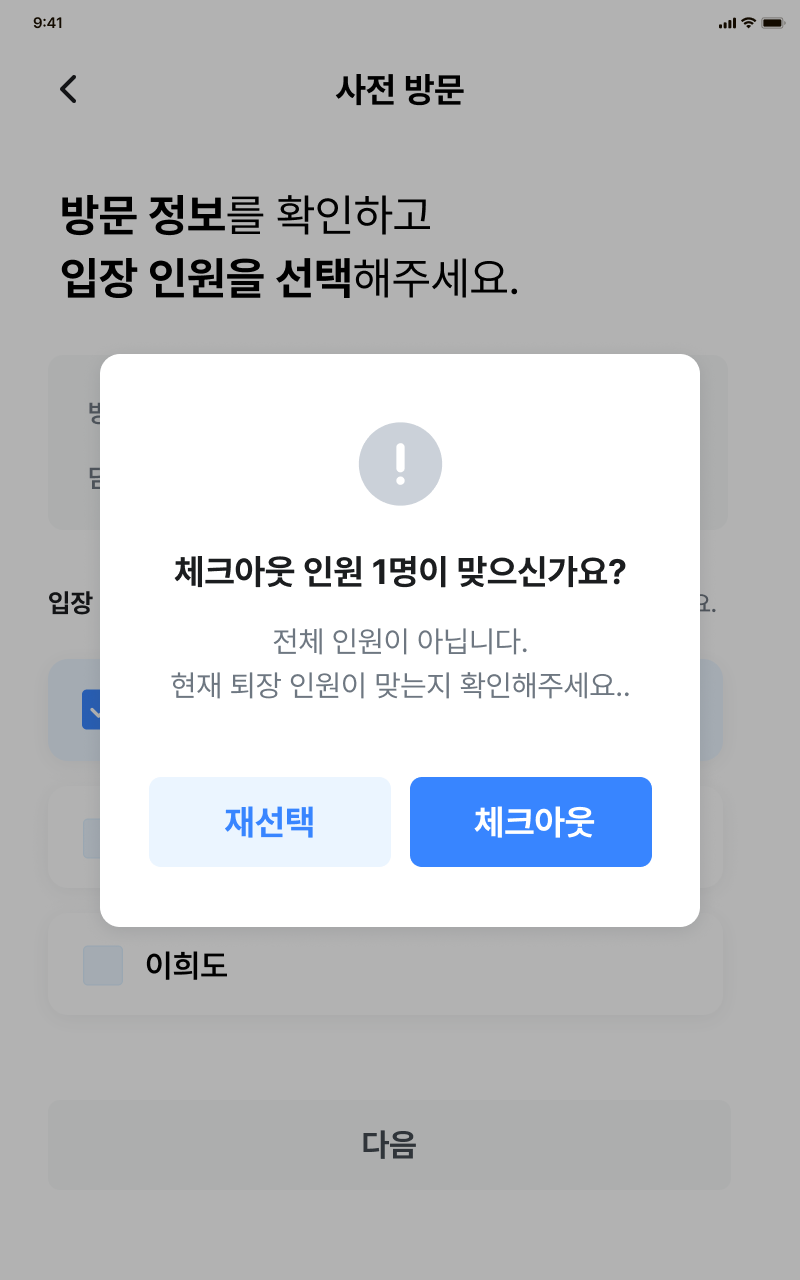 9:41
사전 방문
방문 정보를 확인하고
입장 인원을 선택해주세요.
입장
요.
체크아웃 인원 1명이 맞으신가요?
전체 인원이 아닙니다.
현재 퇴장 인원이 맞는지 확인해주세요..
재선택
체크아웃
이희도
다음